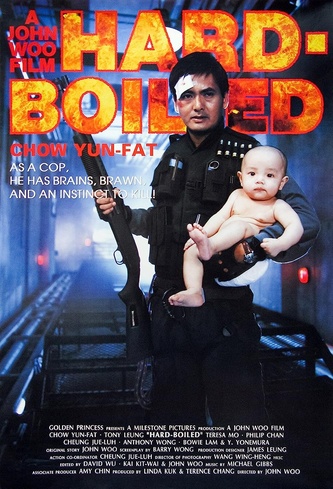 A
JOHN
WOO
FILM
HARD-
BOILED
CHOW YUN-FAT
AS A COP,
HE HAS BRAINS, BRAWN
AND AN INSTINCT TO KILL!
GOLDEN PRINCESS PRESENTS A MILESTONE PICTURES PRODUCTION A JOHN WOO FILM
CHOW YUN-FAT · TONY LEUNG "HARD-BOILED" TERESA MO · PHILIP CHAN
CHEUNG JUE-LUH · ANTHONY WONG · BOWIE LAM & Y. YONEMURA
ORIGINAL STORY JOHN WOO SCREENPLAY BY BARRY WONG PRODUCTION DESIGNER JAMES LEUNG
ACTION CO-ORDINATOR CHEUNG JUE-LUH DIRECTOR OF PHOTOGRAPHY WANG WING-HENG HKSC
EDITED BY DAVID WU · KAI KIT-WAI & JOHN WOO MUSIC BY MICHAEL GIBBS
ASSOCIATE PRODUCER AMY CHIN PRODUCED BY LINDA KUK & TERENCE CHANG DIRECTED BY JOHN WOO